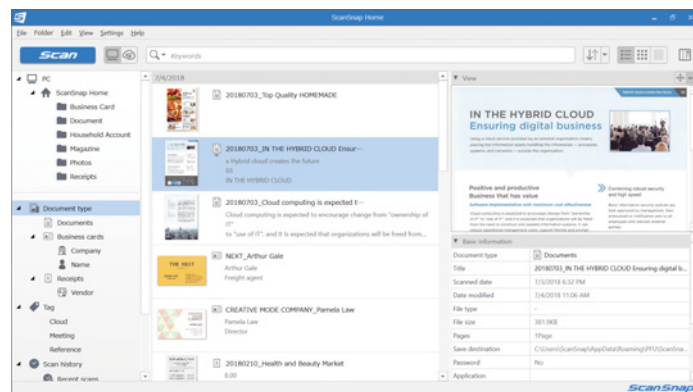 ScanSnap Home
File Folder Edit View Settings Help
Scan
Keywords
PC
ScanSnap Home
Business Card
Document
Household Account
Magazine
Photos
Receipts
Document type
Documents
Business cards
Company
Name
Receipts
Vendor
Tag
Cloud
Meeting
Reference
Scan history
Recent scans
7/4/2018
20180703_Top Quality HOMEMADE
20180703_IN THE HYBRID CLOUD Ensur···
a Hybrid cloud creates the future
IN THE HYBRID CLOUD
20180703_Cloud computing is expected t···
Cloud computing is expected to encourage change from "ownership of
IT"
to "use of IT", and it is expected that organizations will be freed from...
THE NEXT
NEXT_Arthur Gale
Arthur Gale
Freight agent
CREATIVE MODE COMPANY_Pamela Law
Pamela Law
Director
20180210_Health and Beauty Market
8.00
View
IN THE HYBRID CLOUD
Ensuring digital business
Positive and productive
Business that has value
Software implementation with maximum cost effectiveness
Combining robust security
and high speed
Basic information
Document type Documents
Title 20180703_IN THE HYBRID CLOUD Ensuring digital b...
Scanned date 7/3/2018 6:32 PM
Date modified 7/4/2018 11:06 AM
File type -
File size 381.9KB
Pages 1Page
Save destination C:\Users\ScanSnap\AppData\Roaming\PFU\ScanSna...
Password No
Application
ScanSnap